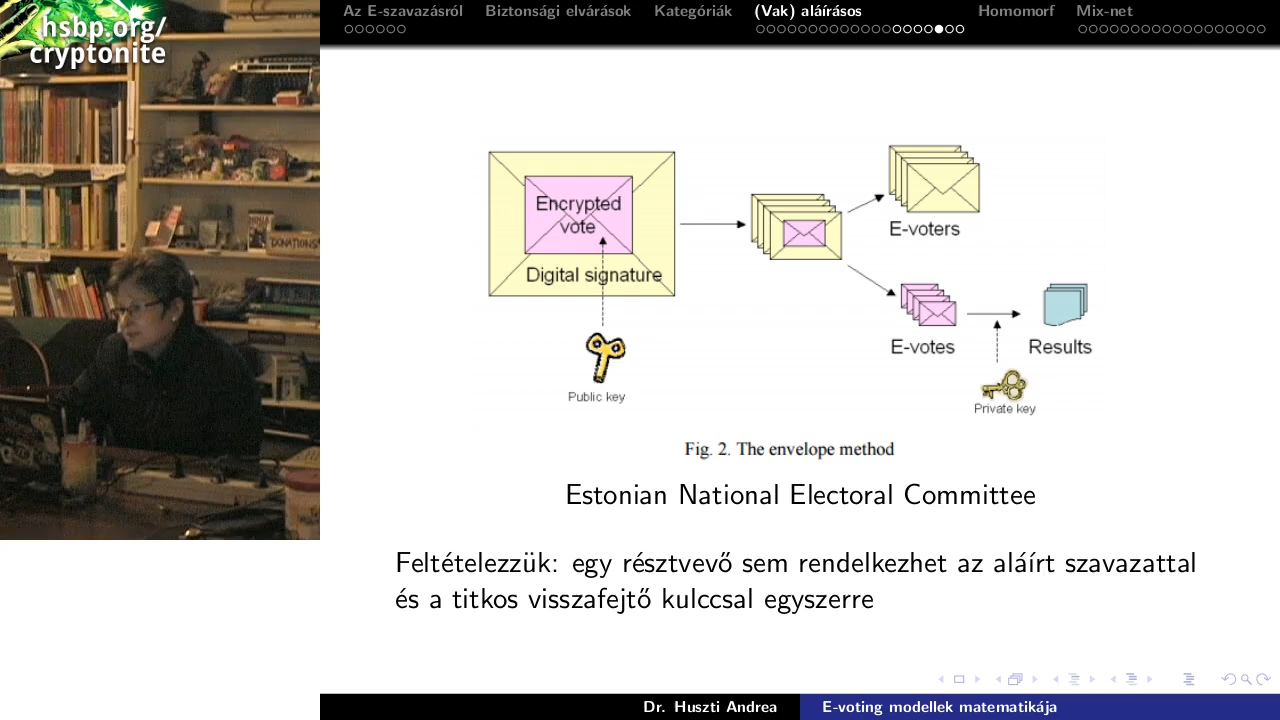 hsbp.org/
cryptonite
NINJA
DONATIONS
Az E-szavazásról Biztonsági elvárások Kategóriák (Vak) aláírásos Homomorf Mix-net
Encrypted
vote
Digital signature
Public key
E-voters
E-votes
Results
Private key
Fig. 2. The envelope method
Estonian National Electoral Committee
Feltételezzük: egy résztvevő sem rendelkezhet az aláírt szavazattal
és a titkos visszafejtő kulccsal egyszerre
Dr. Huszti Andrea E-voting modellek matematikája